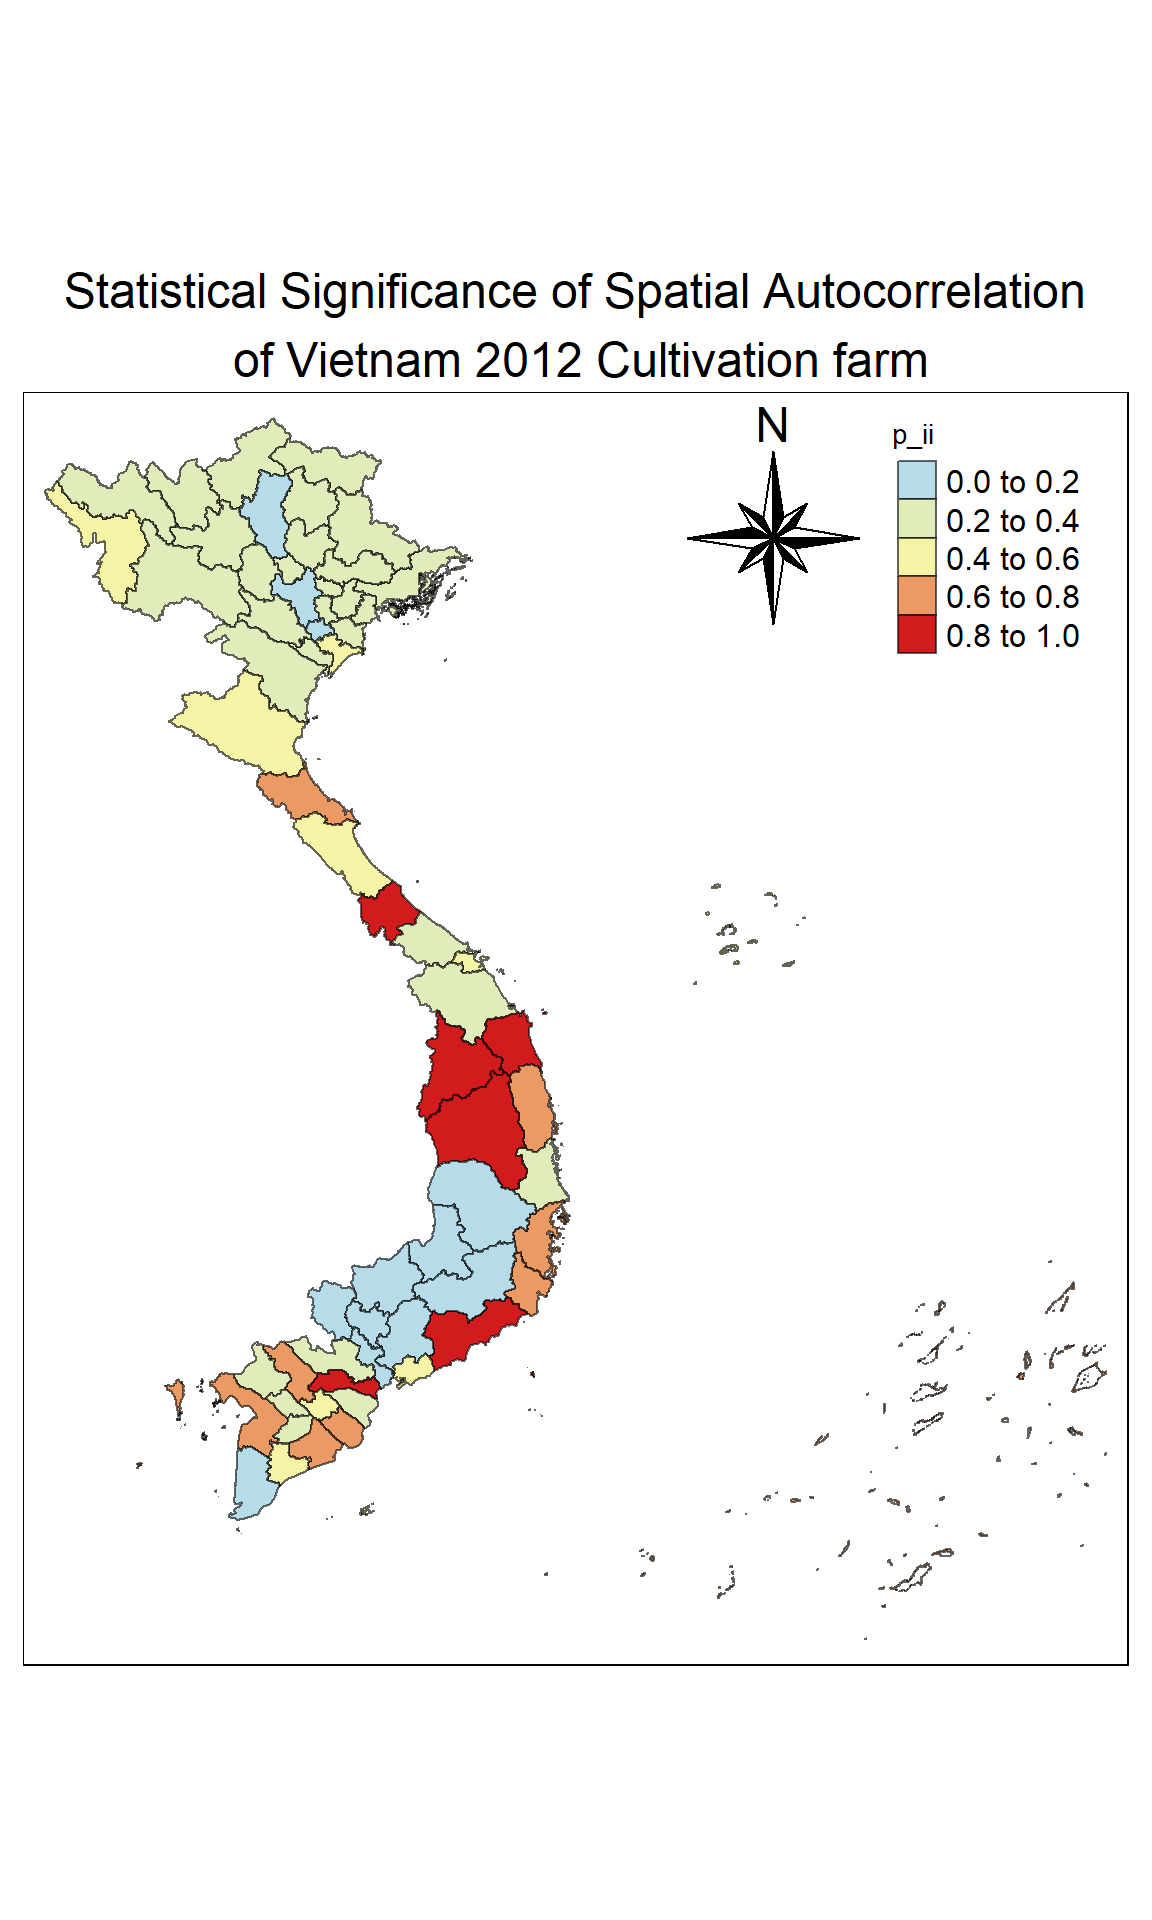 Statistical Significance of Spatial Autocorrelation
of Vietnam 2012 Cultivation farm
N
p_ii
0.0 to 0.2
0.2 to 0.4
0.4 to 0.6
0.6 to 0.8
0.8 to 1.0